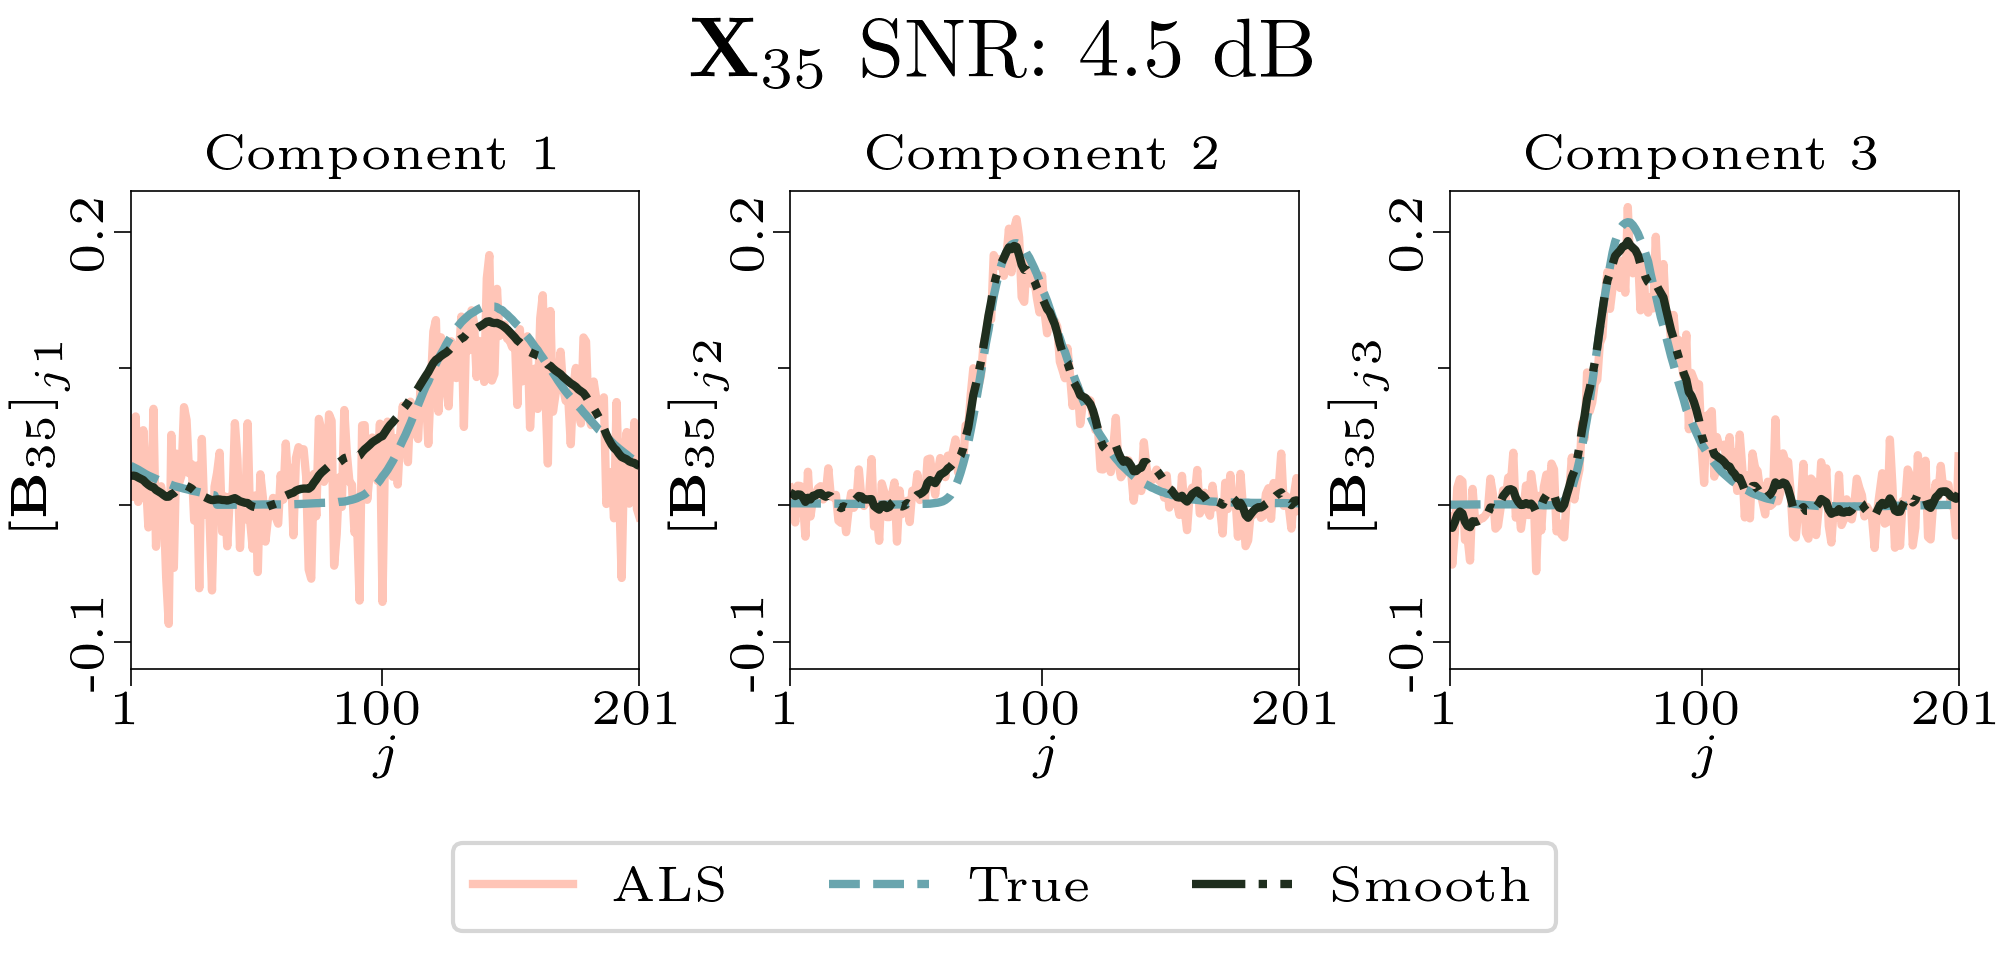 X₃₅ SNR: 4.5 dB
Component 1
Component 2
Component 3
0.2
-0.1
[B₃₅]ⱼ₁
1 100 201
j
0.2
-0.1
[B₃₅]ⱼ₂
1 100 201
j
0.2
-0.1
[B₃₅]ⱼ₃
1 100 201
j
ALS True Smooth